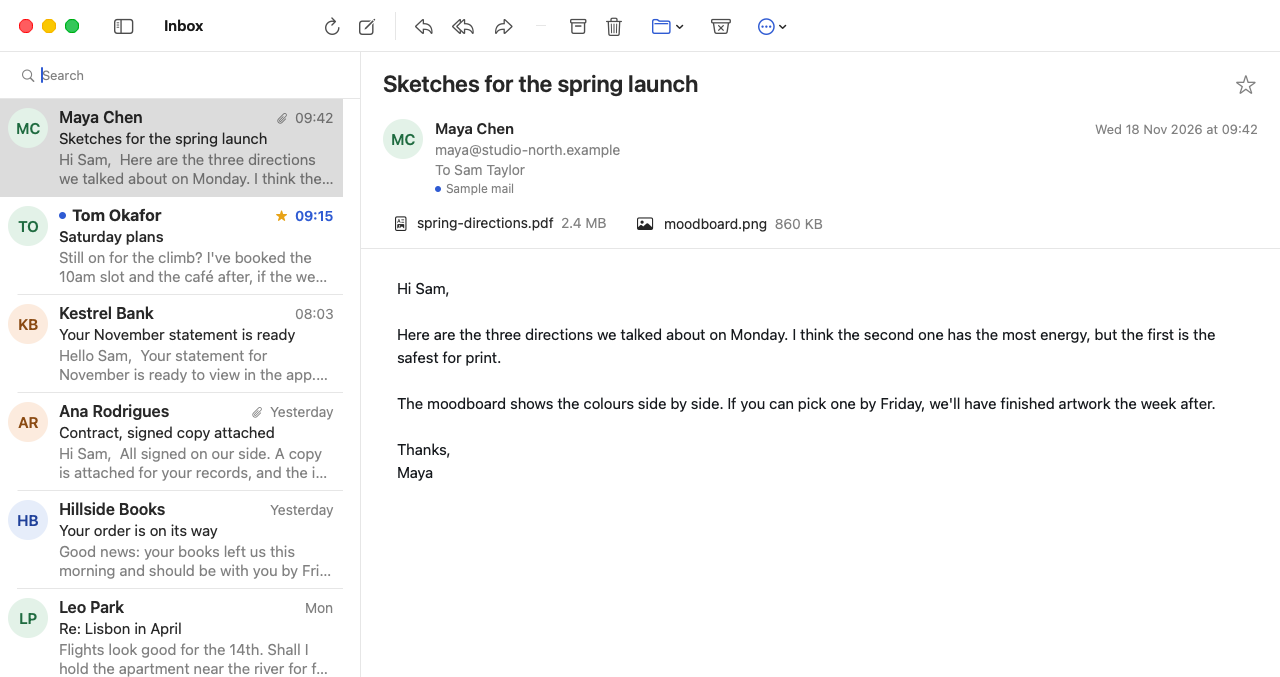 Inbox
Search
MC
Maya Chen
09:42
Sketches for the spring launch
Hi Sam,  Here are the three directions
we talked about on Monday. I think the...
TO
Tom Okafor
09:15
Saturday plans
Still on for the climb? I've booked the
10am slot and the café after, if the we...
KB
Kestrel Bank
08:03
Your November statement is ready
Hello Sam,  Your statement for
November is ready to view in the app....
AR
Ana Rodrigues
Yesterday
Contract, signed copy attached
Hi Sam,  All signed on our side. A copy
is attached for your records, and the i...
HB
Hillside Books
Yesterday
Your order is on its way
Good news: your books left us this
morning and should be with you by Fri...
LP
Leo Park
Mon
Re: Lisbon in April
Flights look good for the 14th. Shall I
hold the apartment near the river for f...
Sketches for the spring launch
MC
Maya Chen
Wed 18 Nov 2026 at 09:42
maya@studio-north.example
To Sam Taylor
Sample mail
spring-directions.pdf 2.4 MB
moodboard.png 860 KB
Hi Sam,
Here are the three directions we talked about on Monday. I think the second one has the most energy, but the first is the
safest for print.
The moodboard shows the colours side by side. If you can pick one by Friday, we'll have finished artwork the week after.
Thanks,
Maya